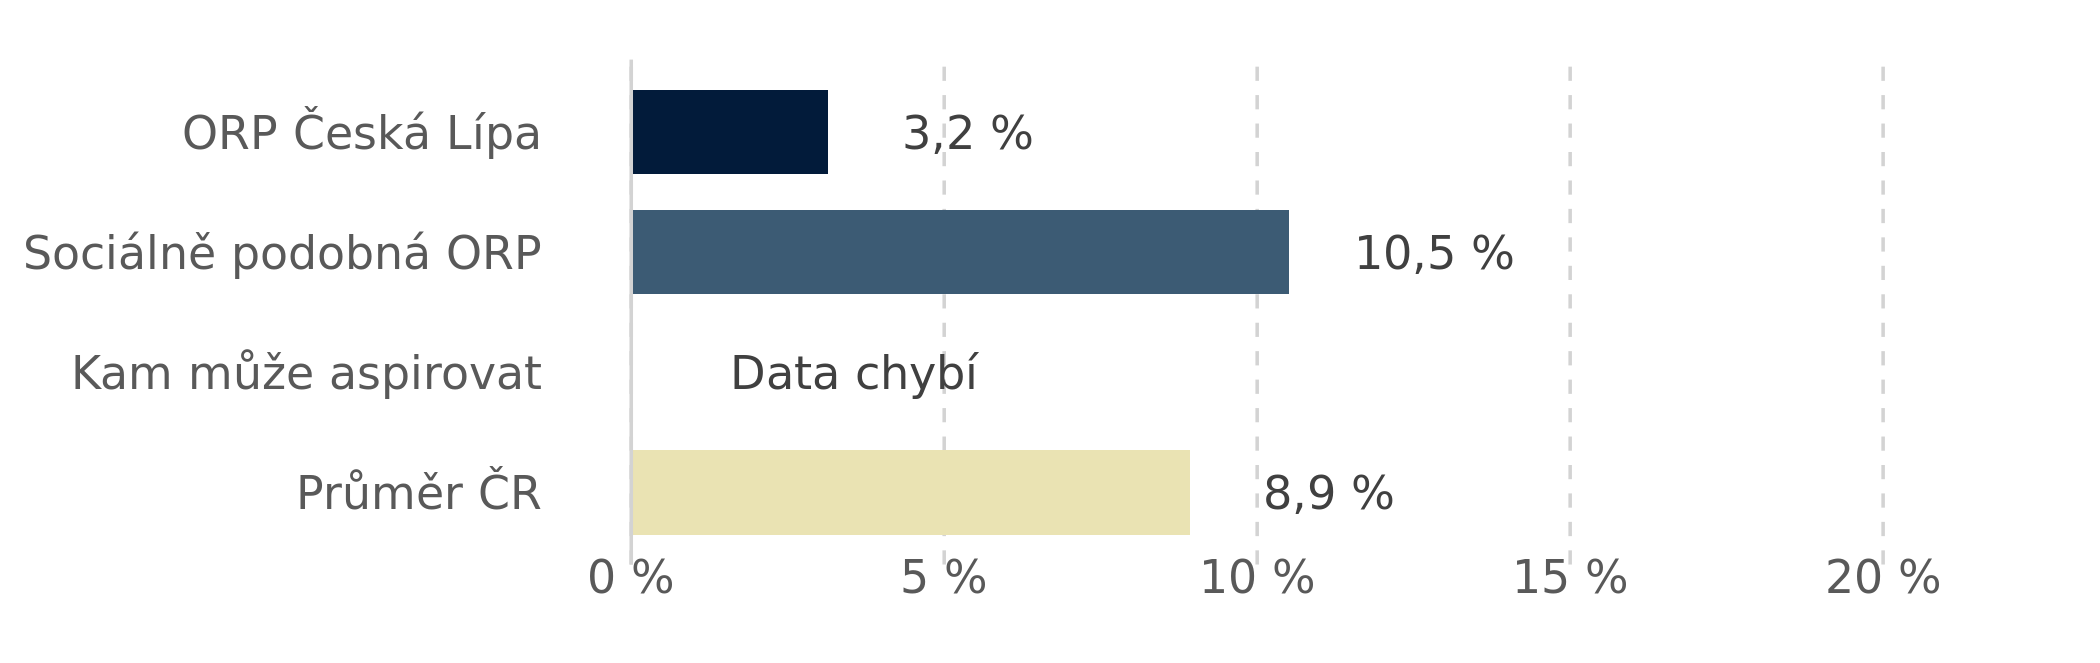 ORP Česká Lípa
3,2 %
Sociálně podobná ORP
10,5 %
Kam může aspirovat
Data chybí
Průměr ČR
8,9 %
0 %
5 %
10 %
15 %
20 %